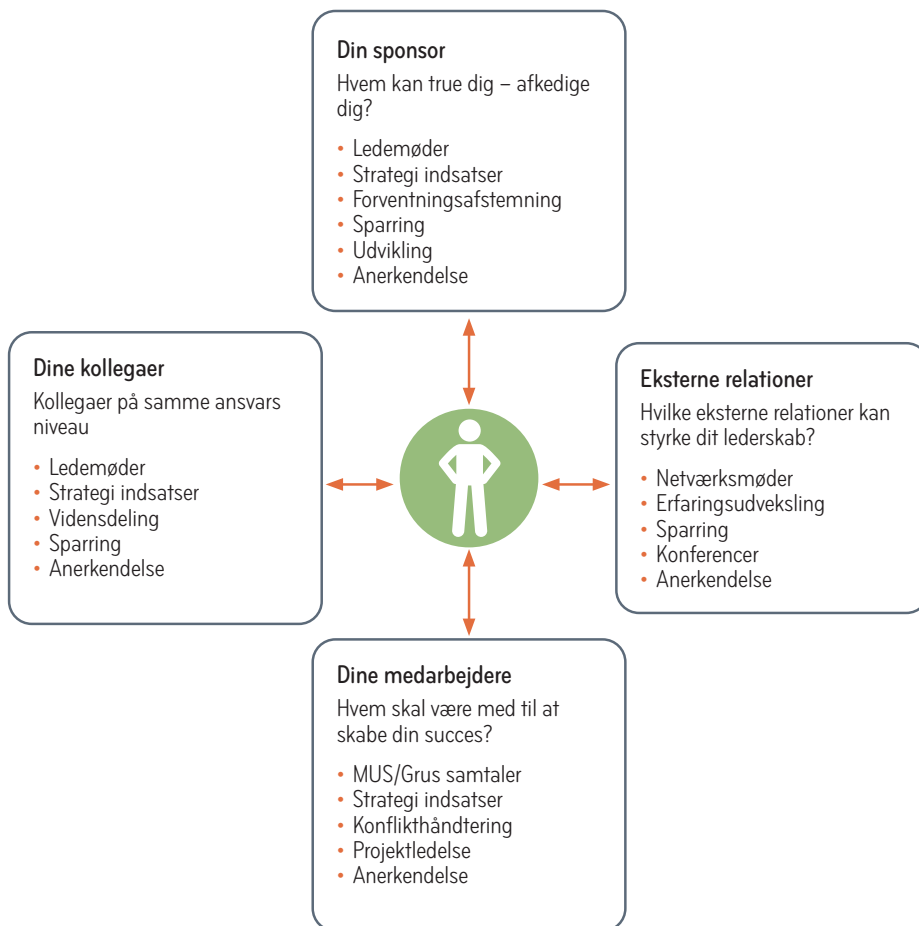 Din sponsor
Hvem kan true dig – afkedige
dig?
• Ledemøder
• Strategi indsatser
• Forventningsafstemning
• Sparring
• Udvikling
• Anerkendelse
Dine kollegaer
Kollegaer på samme ansvars
niveau
• Ledemøder
• Strategi indsatser
• Vidensdeling
• Sparring
• Anerkendelse
Eksterne relationer
Hvilke eksterne relationer kan
styrke dit lederskab?
• Netværksmøder
• Erfaringsudveksling
• Sparring
• Konferencer
• Anerkendelse
Dine medarbejdere
Hvem skal være med til at
skabe din succes?
• MUS/Grus samtaler
• Strategi indsatser
• Konflikthåndtering
• Projektledelse
• Anerkendelse